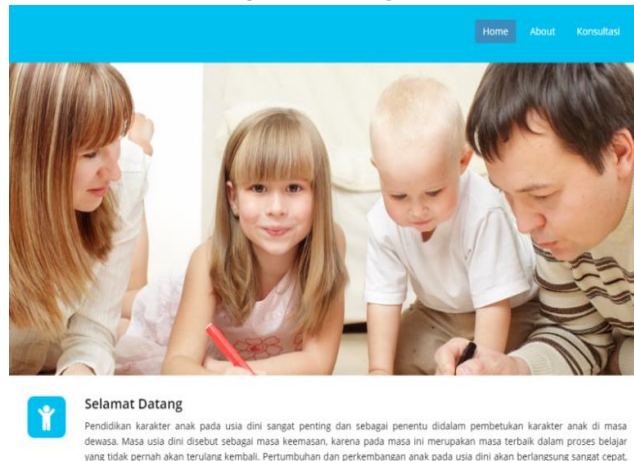 Home About Konsultasi
Selamat Datang
Pendidikan karakter anak pada usia dini sangat penting dan sebagai penentu didalam pembetukan karakter anak di masa
dewasa. Masa usia dini disebut sebagai masa keemasan, karena pada masa ini merupakan masa terbaik dalam proses belajar
yang tidak pernah akan terulang kembali. Pertumbuhan dan perkembangan anak pada usia dini akan berlangsung sangat cepat,